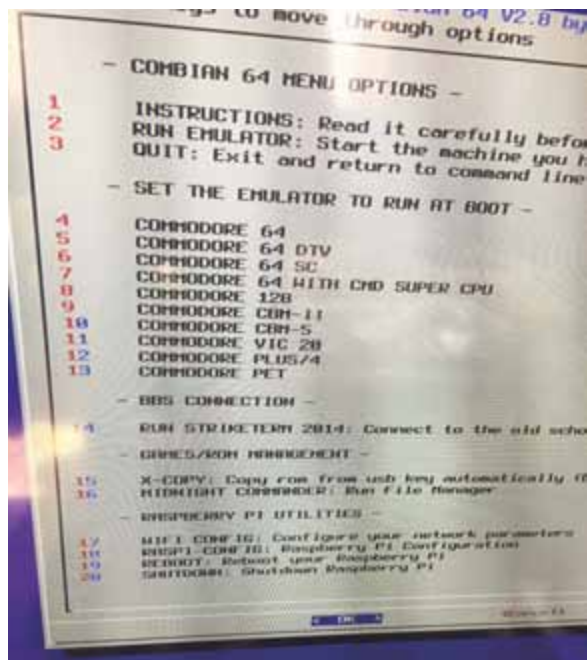 64 V2.8 by
to move through options
- COMBIAN 64 MENU OPTIONS -
1 INSTRUCTIONS: Read it carefully befor
2 RUN EMULATOR: Start the machine you h
3 QUIT: Exit and return to command line
- SET THE EMULATOR TO RUN AT BOOT -
4 COMMODORE 64
5 COMMODORE 64 DTV
6 COMMODORE 64 SC
7 COMMODORE 64 WITH CMD SUPER CPU
8 COMMODORE 128
9 COMMODORE CBM-II
10 COMMODORE CBM-5
11 COMMODORE VIC 20
12 COMMODORE PLUS/4
13 COMMODORE PET
- BBS CONNECTION -
14 RUN STRIKETERM 2014: Connect to the old scho
- GAMES/ROM MANAGEMENT -
15 X-COPY: Copy rom from usb key automatically
16 MIDNIGHT COMMANDER: Run File Manager
- RASPBERRY PI UTILITIES -
17 WIFI CONFIG: Configure your network parameters
18 RASPI-CONFIG: Raspberry Pi Configuration
19 REBOOT: Reboot your Raspberry Pi
20 SHUTDOWN: Shutdown Raspberry Pi
< OK >